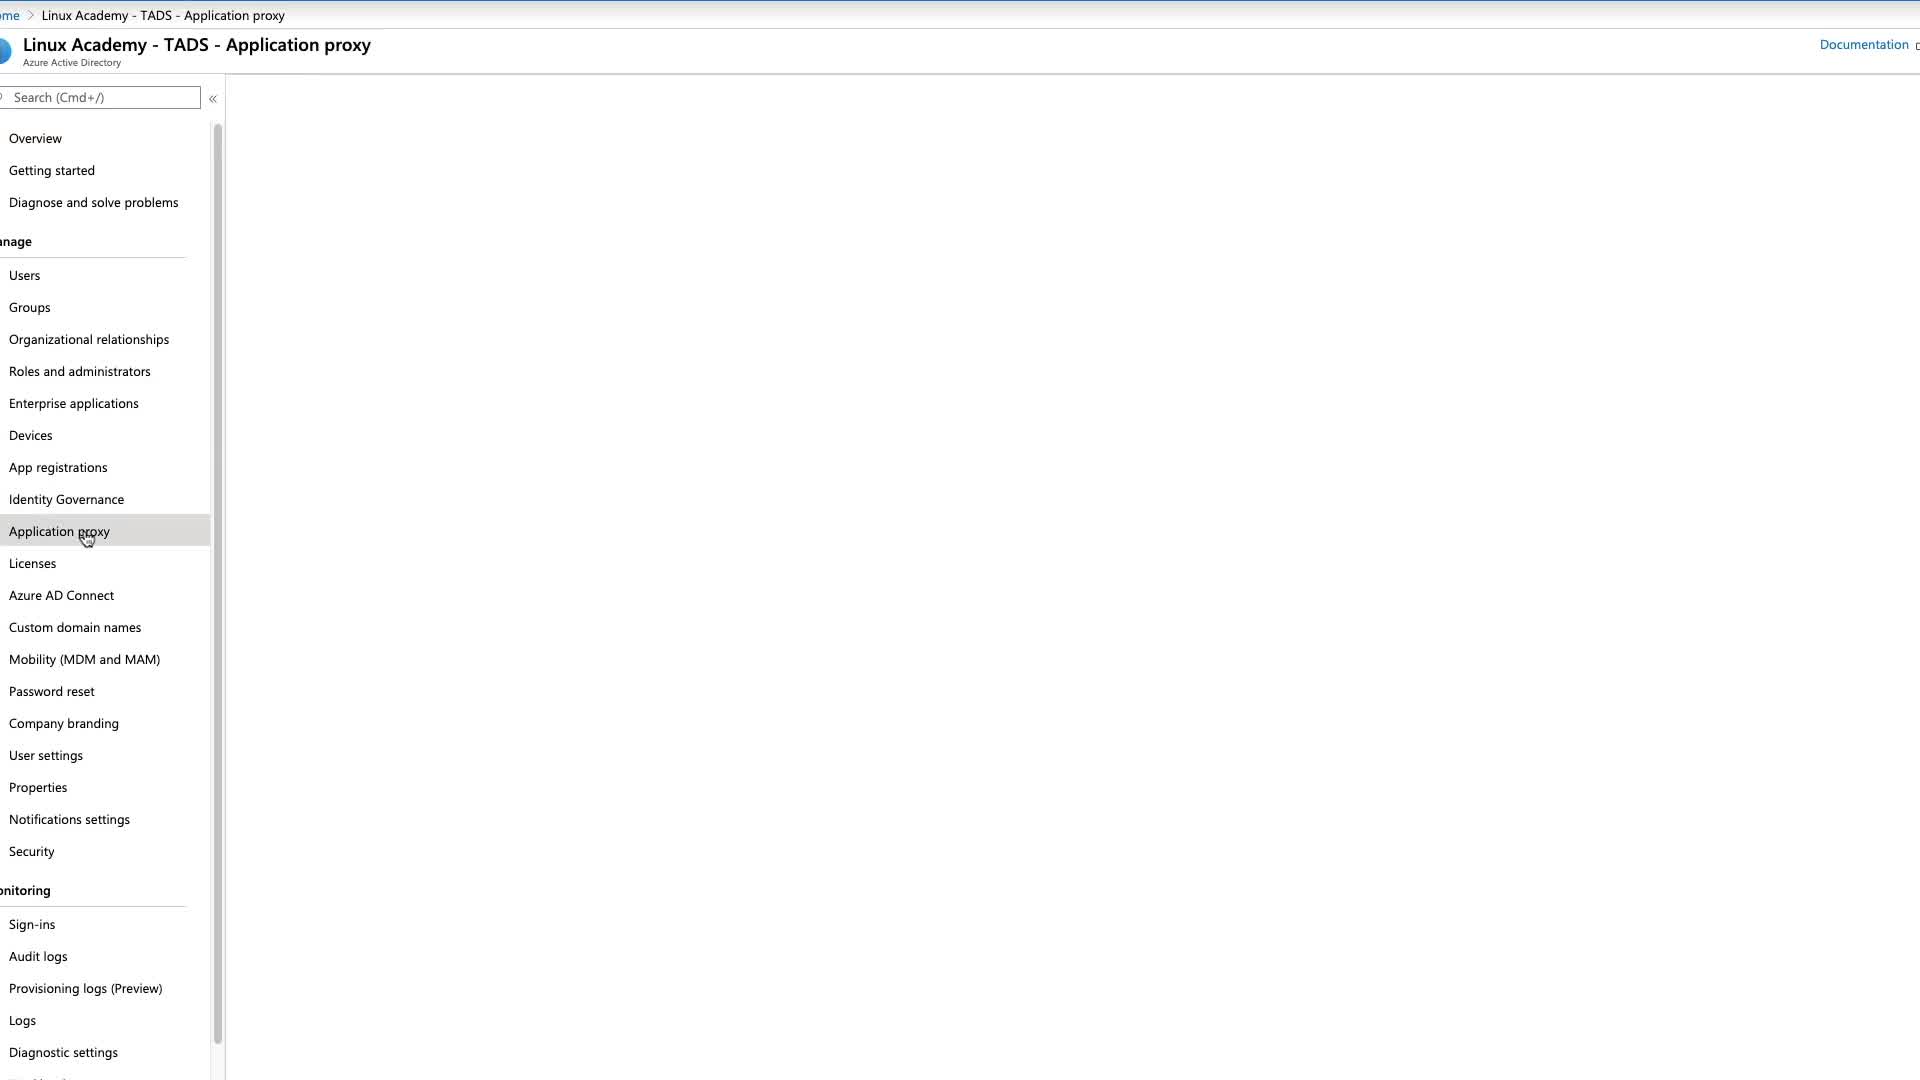 ome > Linux Academy - TADS - Application proxy
Linux Academy - TADS - Application proxy
Azure Active Directory
Documentation
Search (Cmd+/)
«
Overview
Getting started
Diagnose and solve problems
anage
Users
Groups
Organizational relationships
Roles and administrators
Enterprise applications
Devices
App registrations
Identity Governance
Application proxy
Licenses
Azure AD Connect
Custom domain names
Mobility (MDM and MAM)
Password reset
Company branding
User settings
Properties
Notifications settings
Security
onitoring
Sign-ins
Audit logs
Provisioning logs (Preview)
Logs
Diagnostic settings